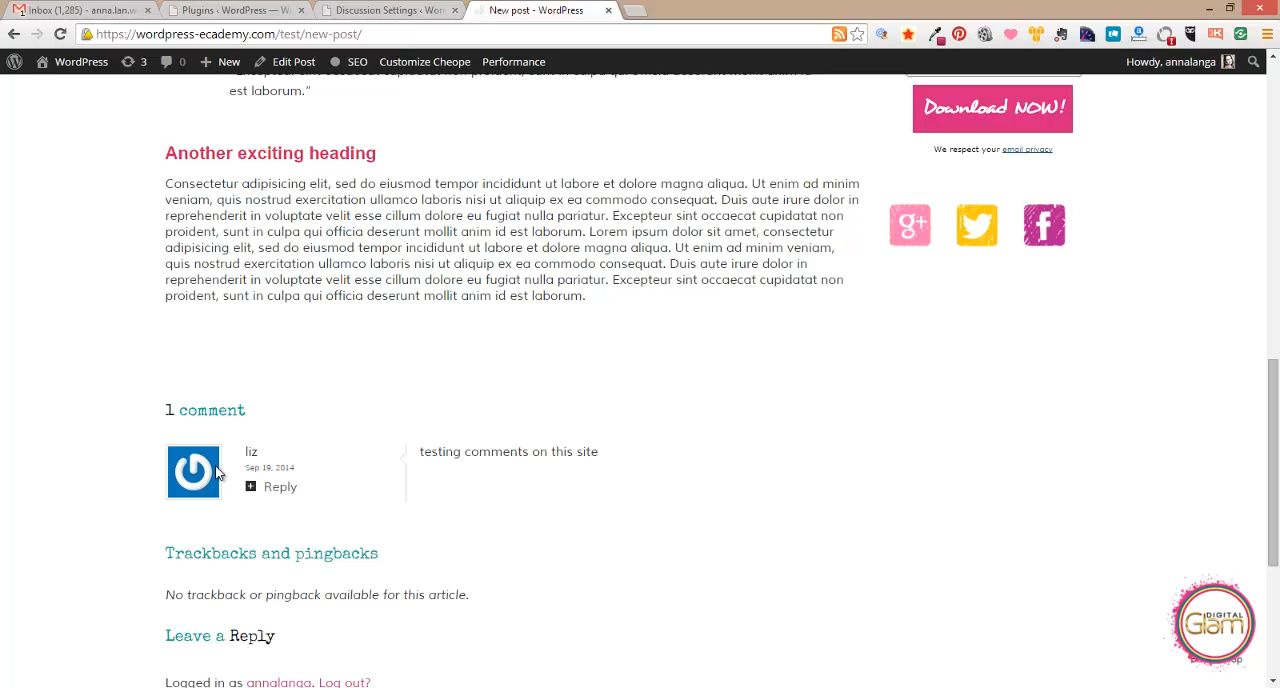 Inbox (1,285) - anna.lan.w
Plugins ‹ WordPress — W
Discussion Settings ‹ Wor
New post - WordPress
https://wordpress-ecademy.com/test/new-post/
WordPress 3 0 New Edit Post SEO Customize Cheope Performance Howdy, annalanga
est laborum.”
Download NOW!
We respect your email privacy
Another exciting heading
Consectetur adipisicing elit, sed do eiusmod tempor incididunt ut labore et dolore magna aliqua. Ut enim ad minim
veniam, quis nostrud exercitation ullamco laboris nisi ut aliquip ex ea commodo consequat. Duis aute irure dolor in
reprehenderit in voluptate velit esse cillum dolore eu fugiat nulla pariatur. Excepteur sint occaecat cupidatat non
proident, sunt in culpa qui officia deserunt mollit anim id est laborum. Lorem ipsum dolor sit amet, consectetur
adipisicing elit, sed do eiusmod tempor incididunt ut labore et dolore magna aliqua. Ut enim ad minim veniam,
quis nostrud exercitation ullamco laboris nisi ut aliquip ex ea commodo consequat. Duis aute irure dolor in
reprehenderit in voluptate velit esse cillum dolore eu fugiat nulla pariatur. Excepteur sint occaecat cupidatat non
proident, sunt in culpa qui officia deserunt mollit anim id est laborum.
g+
1 comment
liz
Sep 19, 2014
Reply
testing comments on this site
Trackbacks and pingbacks
No trackback or pingback available for this article.
Leave a Reply
Logged in as annalanga. Log out?
DIGITAL
Glam